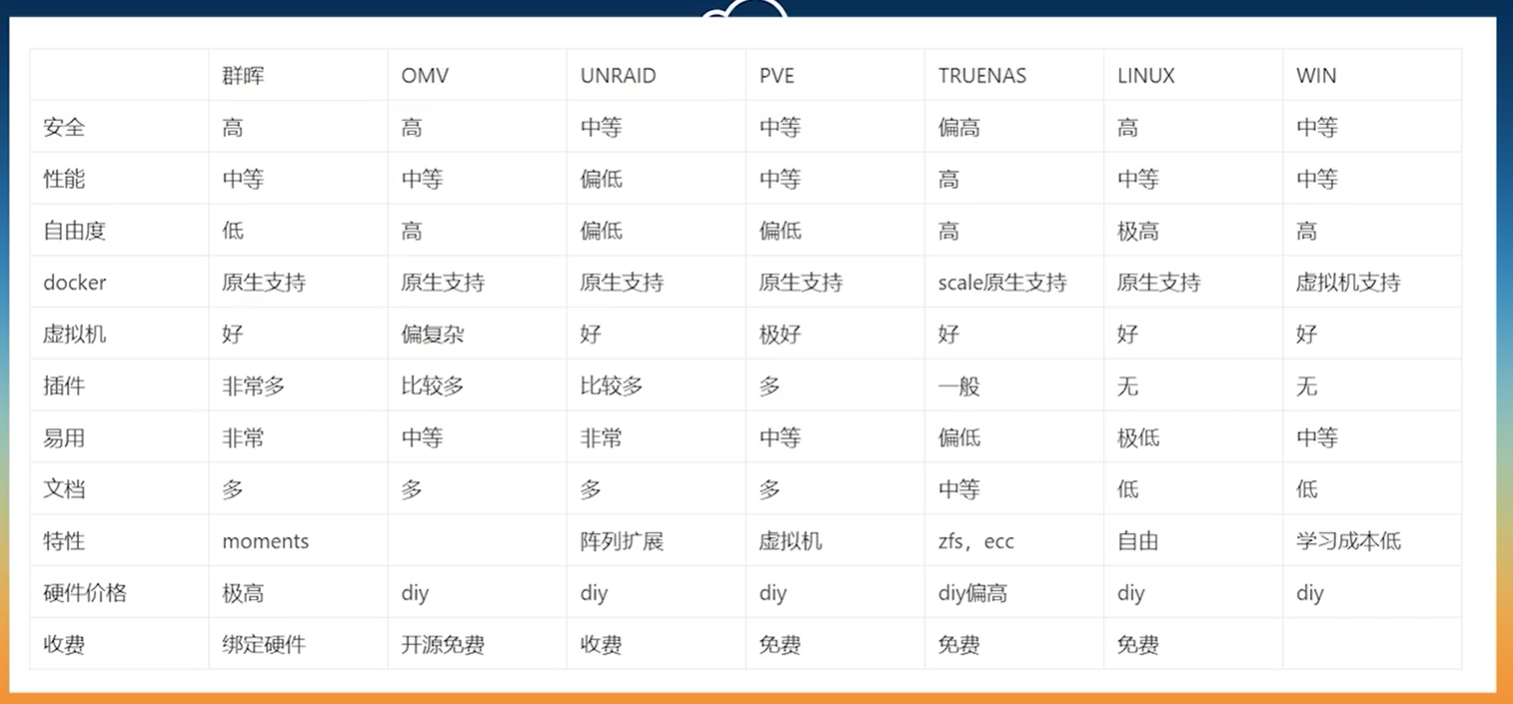 群晖 OMV UNRAID PVE TRUENAS LINUX WIN
安全 高 高 中等 中等 偏高 高 中等
性能 中等 中等 偏低 中等 高 中等 中等
自由度 低 高 偏低 偏低 高 极高 高
docker 原生支持 原生支持 原生支持 原生支持 scale原生支持 原生支持 虚拟机支持
虚拟机 好 偏复杂 好 极好 好 好 好
插件 非常多 比较多 比较多 多 一般 无 无
易用 非常 中等 非常 中等 偏低 极低 中等
文档 多 多 多 多 中等 低 低
特性 moments 阵列扩展 虚拟机 zfs，ecc 自由 学习成本低
硬件价格 极高 diy diy diy diy偏高 diy diy
收费 绑定硬件 开源免费 收费 免费 免费 免费